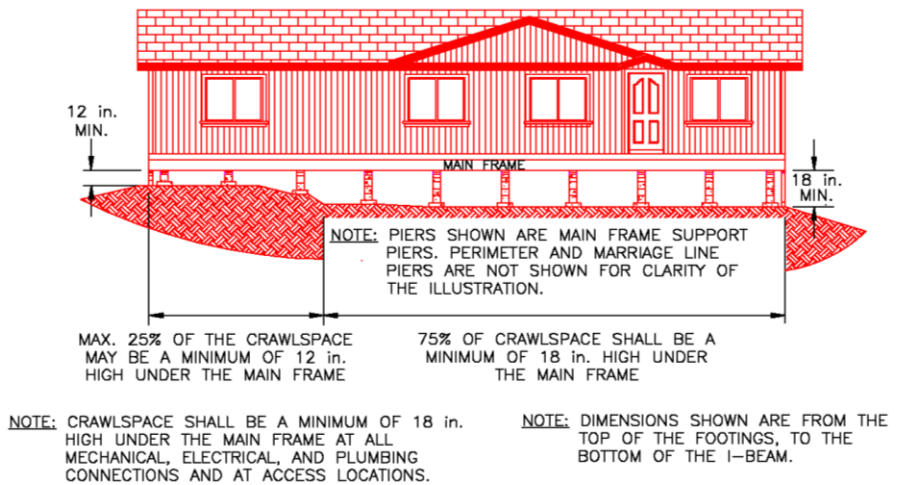 12 in.
MIN.
MAIN FRAME
18 in.
MIN.
NOTE: PIERS SHOWN ARE MAIN FRAME SUPPORT
PIERS. PERIMETER AND MARRIAGE LINE
PIERS ARE NOT SHOWN FOR CLARITY OF
THE ILLUSTRATION.
MAX. 25% OF THE CRAWLSPACE
MAY BE A MINIMUM OF 12 in.
HIGH UNDER THE MAIN FRAME
75% OF CRAWLSPACE SHALL BE A
MINIMUM OF 18 in. HIGH UNDER
THE MAIN FRAME
NOTE: CRAWLSPACE SHALL BE A MINIMUM OF 18 in.
HIGH UNDER THE MAIN FRAME AT ALL
MECHANICAL, ELECTRICAL, AND PLUMBING
CONNECTIONS AND AT ACCESS LOCATIONS.
NOTE: DIMENSIONS SHOWN ARE FROM THE
TOP OF THE FOOTINGS, TO THE
BOTTOM OF THE I-BEAM.